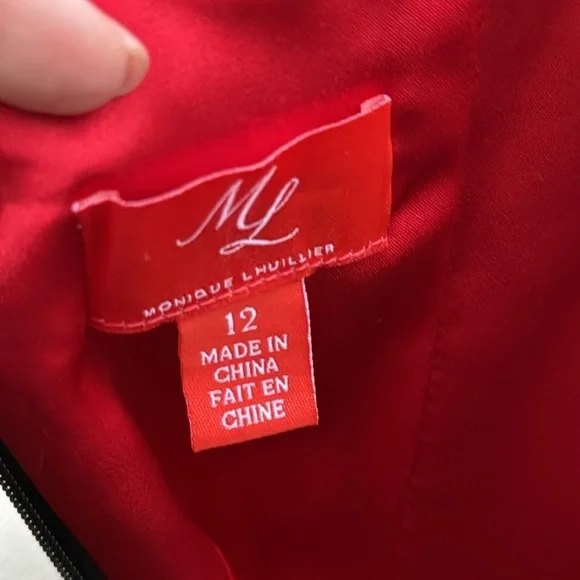 ML
MONIQUE LHUILLIER
12
MADE IN
CHINA
FAIT EN
CHINE